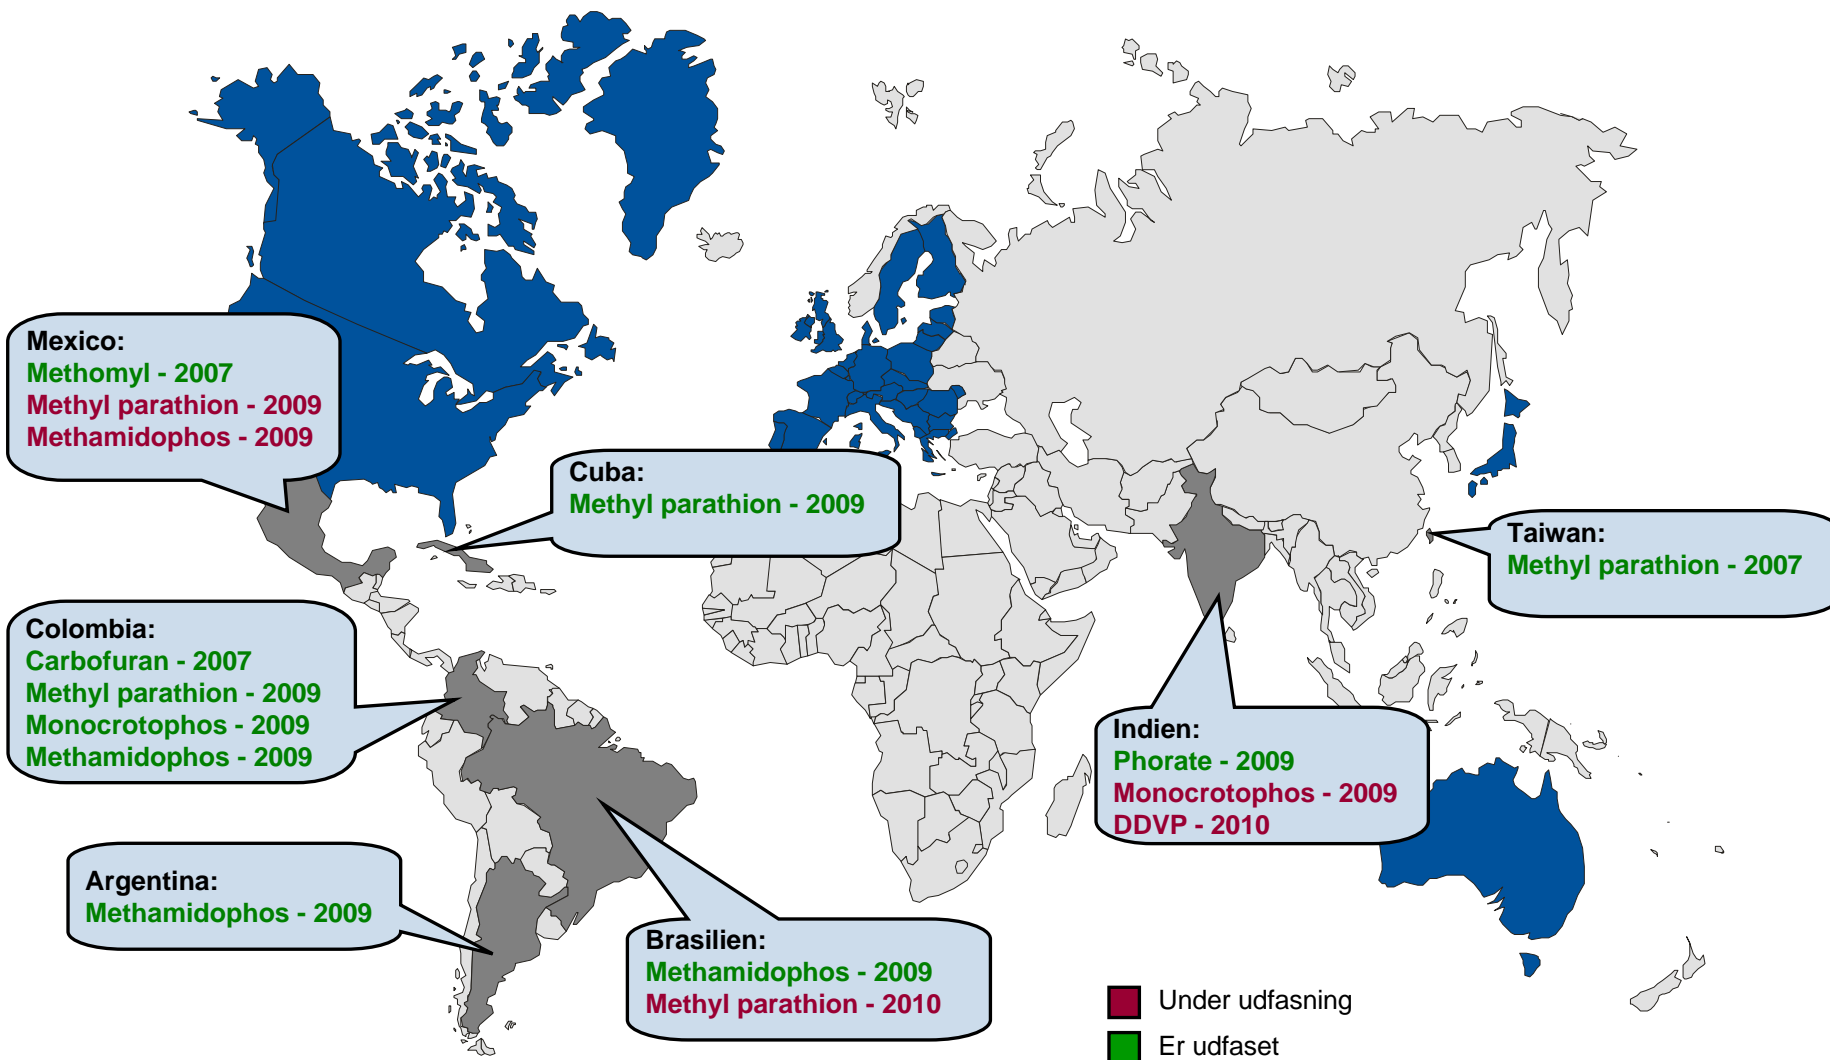 Mexico:
Methomyl - 2007
Methyl parathion - 2009
Methamidophos - 2009
Cuba:
Methyl parathion - 2009
Taiwan:
Methyl parathion - 2007
Colombia:
Carbofuran - 2007
Methyl parathion - 2009
Monocrotophos - 2009
Methamidophos - 2009
Indien:
Phorate - 2009
Monocrotophos - 2009
DDVP - 2010
Argentina:
Methamidophos - 2009
Brasilien:
Methamidophos - 2009
Methyl parathion - 2010
Under udfasning
Er udfaset